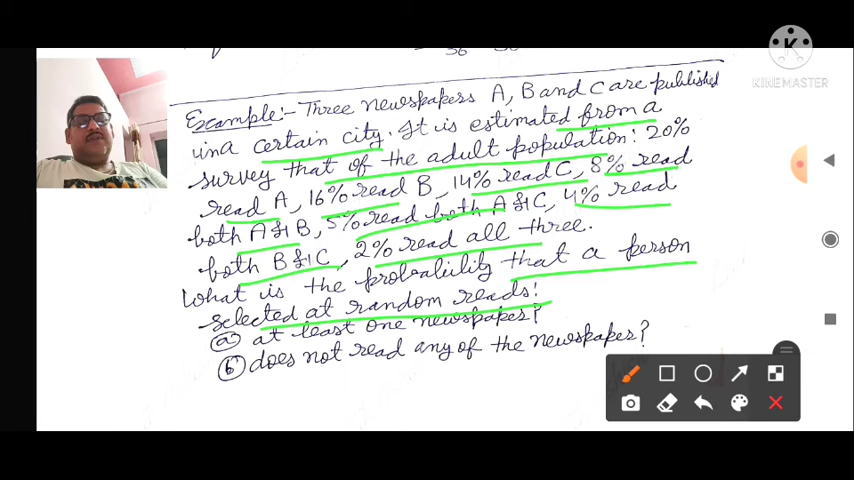 KINEMASTER
Example:- Three newspapers A, B and C are published
in a certain city. It is estimated from a
survey that of the adult population: 20%
read A, 16% read B, 14% read C, 8% read
both A & B, 5% read both A & C, 4% read
both B & C, 2% read all three.
What is the probability that a person
selected at random reads:
(a) at least one newspaper?
(b) does not read any of the newspaper?